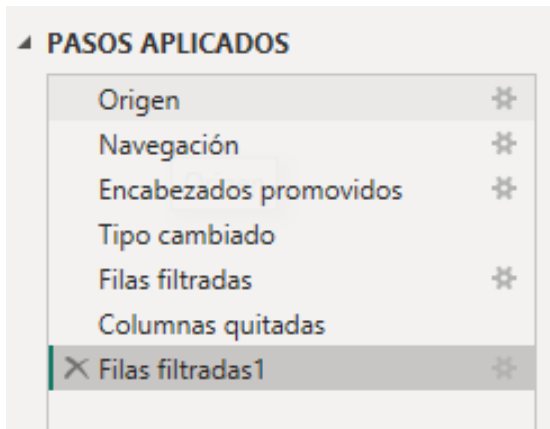 PASOS APLICADOS
Origen
Navegación
Encabezados promovidos
Tipo cambiado
Filas filtradas
Columnas quitadas
Filas filtradas1